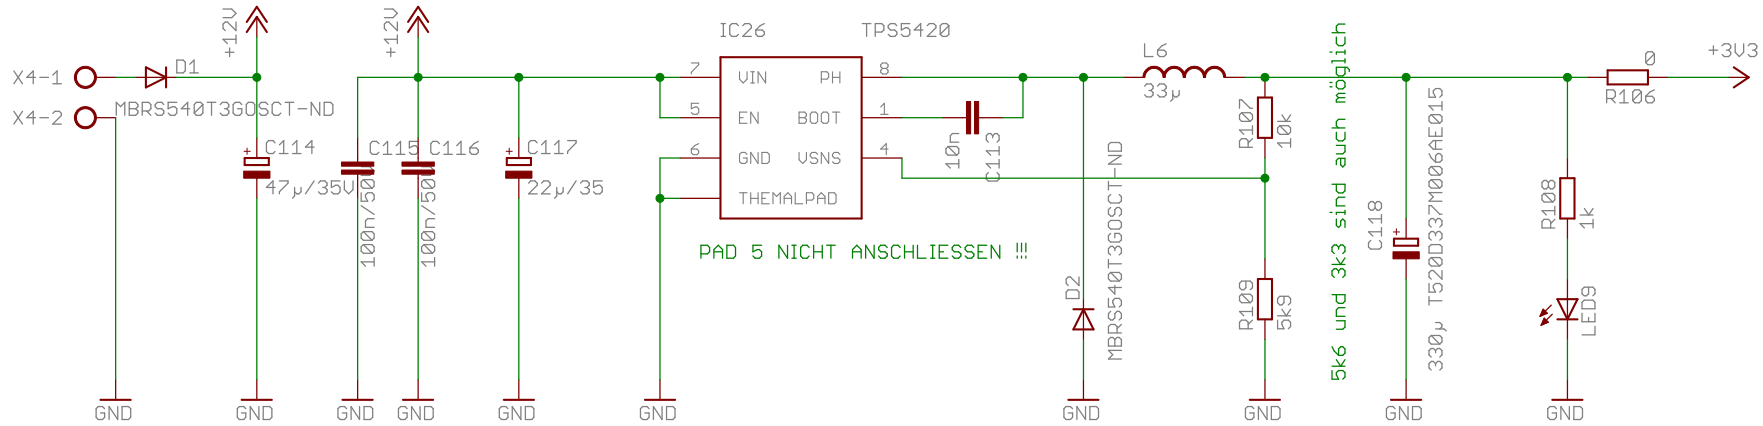 +12V
+12V
IC26
TPS5420
X4-1
D1
MBRS540T3GOSCT-ND
X4-2
7
VIN
PH
8
5
EN
BOOT
1
6
GND
VSNS
4
THEMALPAD
L6
33µ
0
R106
+3V3
C114
47µ/35V
C115
100n/50
C116
100n/50
C117
22µ/35
10n
C113
PAD 5 NICHT ANSCHLIESSEN !!!
D2
MBRS540T3GOSCT-ND
R107
10k
R109
5k9
5k6 und 3k3 sind auch möglich
C118
330µ T520D337M006AE015
R108
1k
LED9
GND
GND
GND
GND
GND
GND
GND
GND
GND
GND